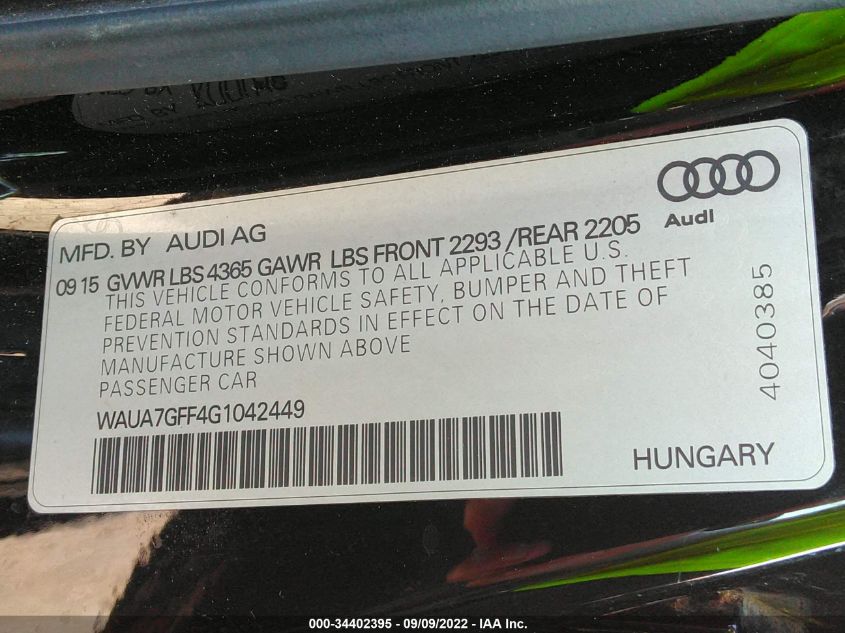 MFD. BY AUDI AG
Audi
09 15 GVWR LBS 4365 GAWR LBS FRONT 2293 /REAR 2205
THIS VEHICLE CONFORMS TO ALL APPLICABLE U.S.
FEDERAL MOTOR VEHICLE SAFETY, BUMPER AND THEFT
PREVENTION STANDARDS IN EFFECT ON THE DATE OF
MANUFACTURE SHOWN ABOVE
PASSENGER CAR
WAUA7GFF4G1042449
HUNGARY
4040385
000-34402395 - 09/09/2022 - IAA Inc.